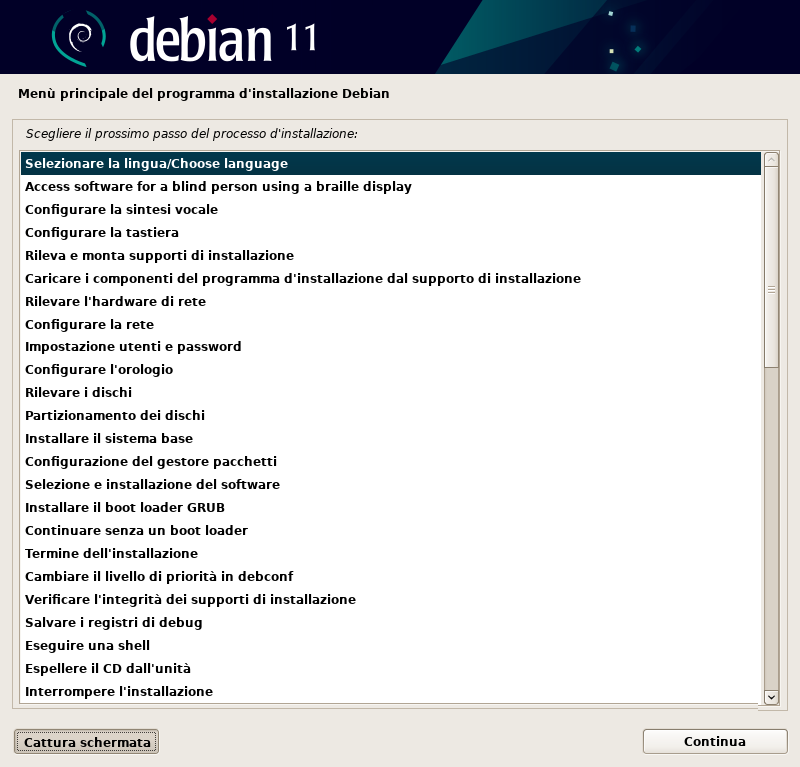 debian 11
Menù principale del programma d'installazione Debian
Scegliere il prossimo passo del processo d'installazione:
Selezionare la lingua/Choose language
Access software for a blind person using a braille display
Configurare la sintesi vocale
Configurare la tastiera
Rileva e monta supporti di installazione
Caricare i componenti del programma d'installazione dal supporto di installazione
Rilevare l'hardware di rete
Configurare la rete
Impostazione utenti e password
Configurare l'orologio
Rilevare i dischi
Partizionamento dei dischi
Installare il sistema base
Configurazione del gestore pacchetti
Selezione e installazione del software
Installare il boot loader GRUB
Continuare senza un boot loader
Termine dell'installazione
Cambiare il livello di priorità in debconf
Verificare l'integrità dei supporti di installazione
Salvare i registri di debug
Eseguire una shell
Espellere il CD dall'unità
Interrompere l'installazione
Cattura schermata
Continua